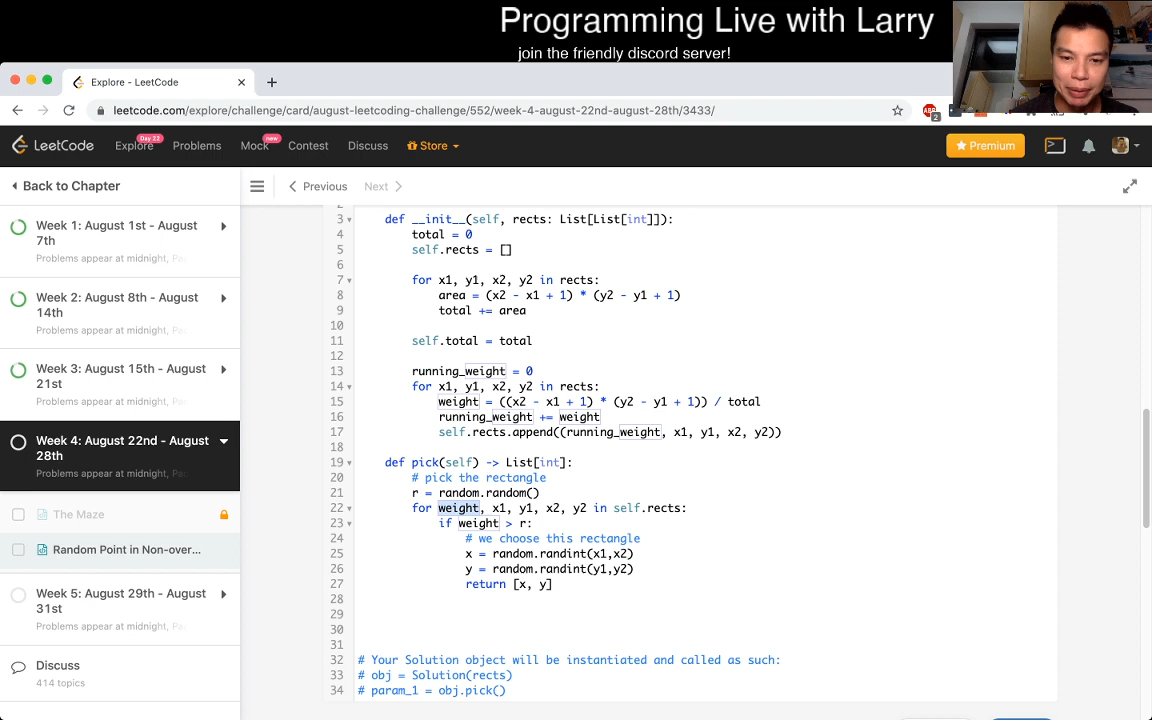 Programming Live with Larry
join the friendly discord server!
Explore - LeetCode
leetcode.com/explore/challenge/card/august-leetcoding-challenge/552/week-4-august-22nd-august-28th/3433/
ABP
2
LeetCode
Explore
Day 22
Problems
Mock
new
Contest
Discuss
Store
Premium
Back to Chapter
Previous
Next
Week 1: August 1st - August
7th
Problems appear at midnight, Pa
Week 2: August 8th - August
14th
Problems appear at midnight, Pa
Week 3: August 15th - August
21st
Problems appear at midnight, Pa
Week 4: August 22nd - August
28th
Problems appear at midnight, Pa
The Maze
Random Point in Non-over...
Week 5: August 29th - August
31st
Problems appear at midnight, Pa
Discuss
414 topics
2
3 def __init__(self, rects: List[List[int]]):
4 total = 0
5 self.rects = []
6
7 for x1, y1, x2, y2 in rects:
8 area = (x2 - x1 + 1) * (y2 - y1 + 1)
9 total += area
10
11 self.total = total
12
13 running_weight = 0
14 for x1, y1, x2, y2 in rects:
15 weight = ((x2 - x1 + 1) * (y2 - y1 + 1)) / total
16 running_weight += weight
17 self.rects.append((running_weight, x1, y1, x2, y2))
18
19 def pick(self) -> List[int]:
20 # pick the rectangle
21 r = random.random()
22 for weight, x1, y1, x2, y2 in self.rects:
23 if weight > r:
24 # we choose this rectangle
25 x = random.randint(x1,x2)
26 y = random.randint(y1,y2)
27 return [x, y]
28
29
30
31
32 # Your Solution object will be instantiated and called as such:
33 # obj = Solution(rects)
34 # param_1 = obj.pick()